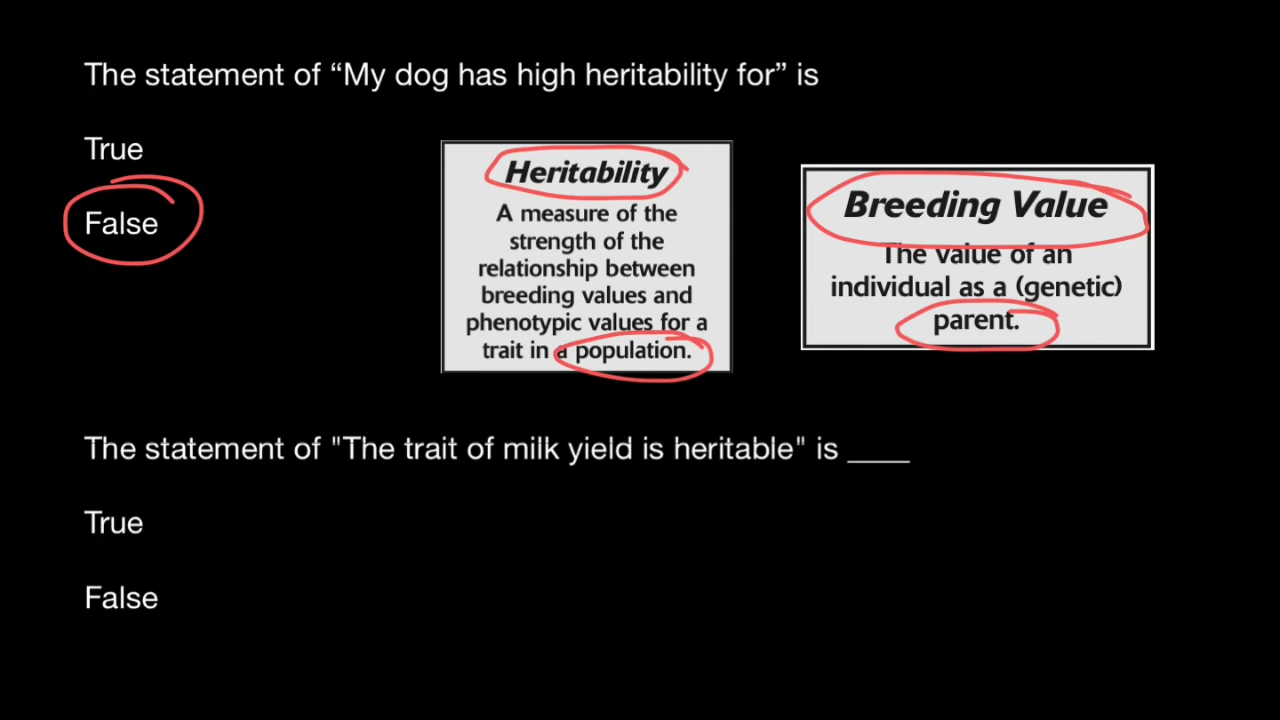 The statement of “My dog has high heritability for” is
True
False
Heritability
A measure of the
strength of the
relationship between
breeding values and
phenotypic values for a
trait in a population.
Breeding Value
The value of an
individual as a (genetic)
parent.
The statement of "The trait of milk yield is heritable" is ____
True
False